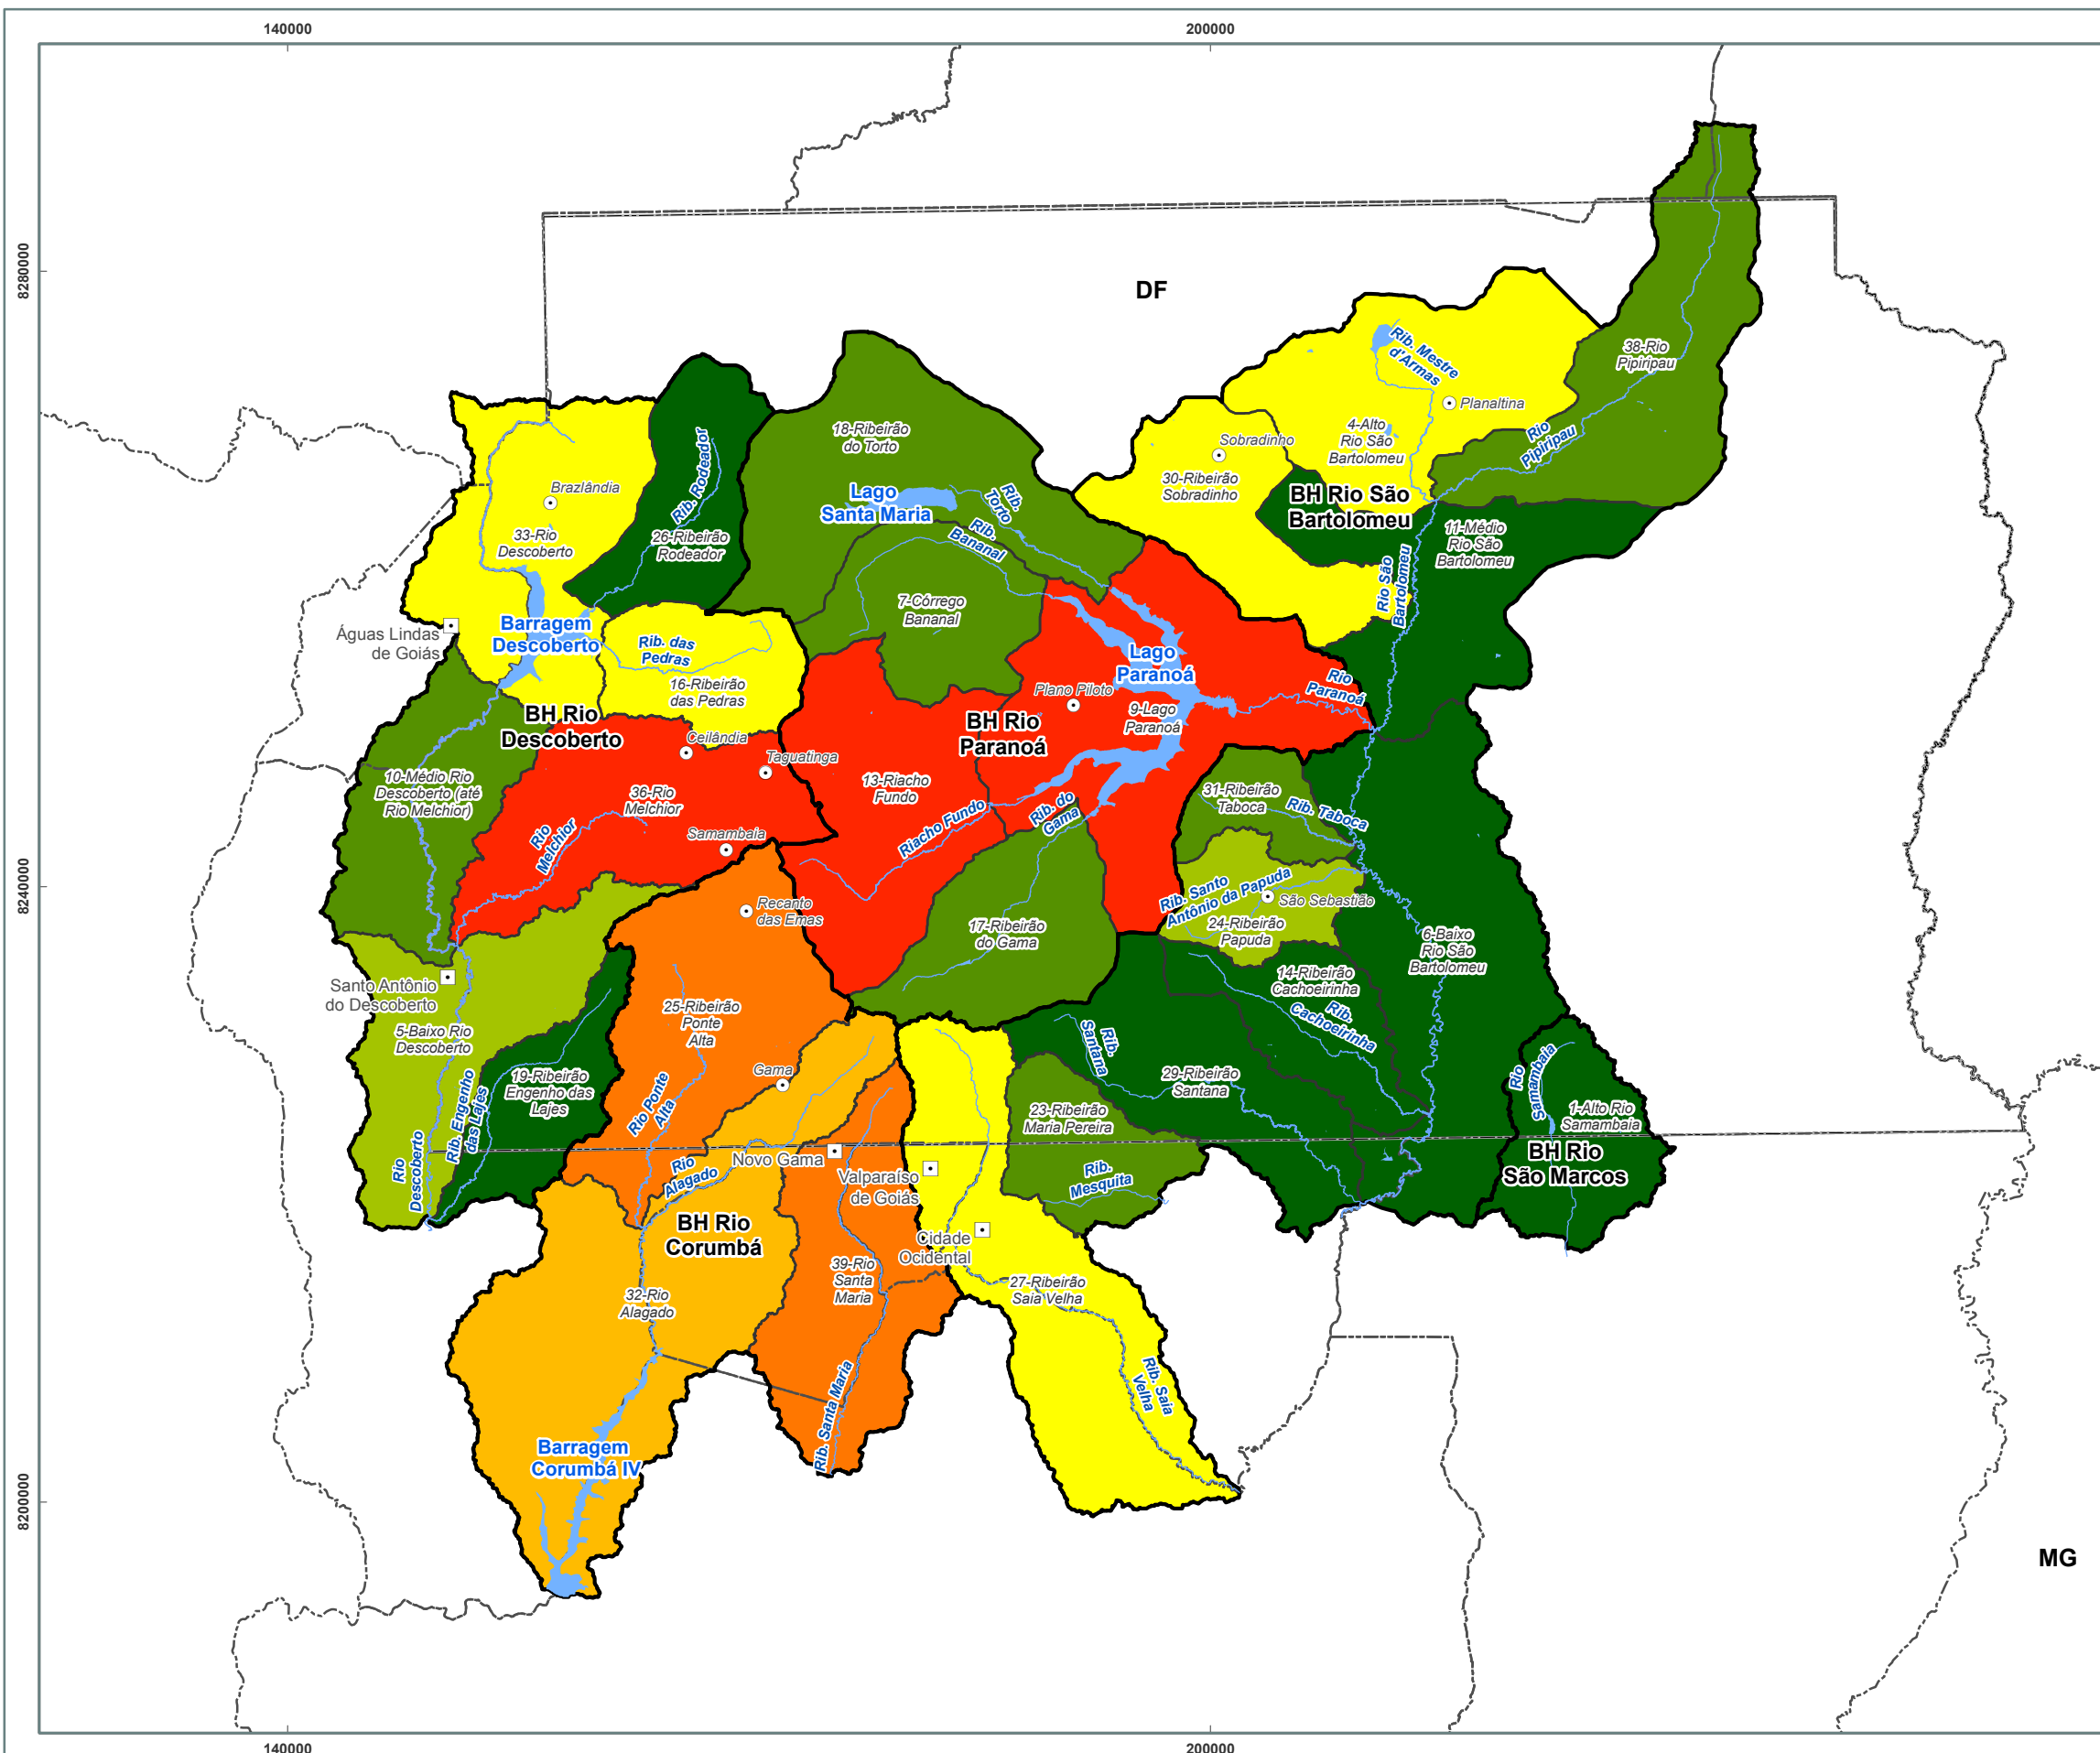 140000
200000
8280000
8240000
8200000
140000
200000
DF
MG
38-Rio
Pipiripau
Rib. Mestre
d'Armas
Planaltina
4-Alto
Rio São
Bartolomeu
Rio
Pipiripau
Sobradinho
30-Ribeirão
Sobradinho
BH Rio São
Bartolomeu
11-Médio
Rio São
Bartolomeu
Rio São
Bartolomeu
18-Ribeirão
do Torto
Lago
Santa Maria
Rib.
Torto
Rib.
Bananal
7-Córrego
Bananal
Rib. Rodeador
26-Ribeirão
Rodeador
Brazlândia
33-Rio
Descoberto
Águas Lindas
de Goiás
Barragem
Descoberto
Rib. das
Pedras
16-Ribeirão
das Pedras
BH Rio
Descoberto
Ceilândia
Taguatinga
10-Médio Rio
Descoberto (até
Rio Melchior)
36-Rio
Melchior
Rio
Melchior
Samambaia
13-Riacho
Fundo
Riacho Fundo
BH Rio
Paranoá
Plano Piloto
Lago
Paranoá
9-Lago
Paranoá
Rio
Paranoá
Rib. do
Gama
17-Ribeirão
do Gama
31-Ribeirão
Taboca
Rib. Taboca
Rib. Santo
Antônio da Papuda
São Sebastião
24-Ribeirão
Papuda
6-Baixo
Rio São
Bartolomeu
14-Ribeirão
Cachoeirinha
Rib.
Cachoeirinha
Rib.
Santana
29-Ribeirão
Santana
23-Ribeirão
Maria Pereira
Rib.
Mesquita
Rio
Samambaia
1-Alto Rio
Samambaia
BH Rio
São Marcos
Recanto
das Emas
Santo Antônio
do Descoberto
5-Baixo Rio
Descoberto
19-Ribeirão
Engenho das
Lajes
Rib. Engenho
das Lajes
Rio
Descoberto
25-Ribeirão
Ponte
Alta
Rio Ponte
Alta
Gama
Novo Gama
Rio
Alagado
Valparaíso
de Goiás
BH Rio
Corumbá
Cidade
Ocidental
39-Rio
Santa
Maria
32-Rio
Alagado
27-Ribeirão
Saia Velha
Rib. Saia
Velha
Rib. Santa Maria
Barragem
Corumbá IV